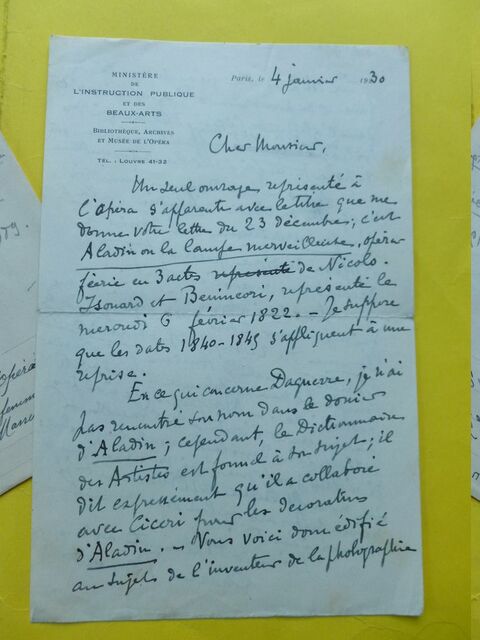 MINISTÈRE
DE
L'INSTRUCTION PUBLIQUE
ET DES
BEAUX-ARTS
BIBLIOTHÈQUE, ARCHIVES
ET MUSÉE DE L'OPÉRA
TÉL. : LOUVRE 41-32
Paris, le 4 janvier 1930
Cher Monsieur,
Un seul ouvrage représenté à
l'Opéra s'apparente avec le titre que me
donne votre lettre du 23 décembre ; c'est
Aladin ou la Lampe merveilleuse, opéra
féerie en 3 actes représenté de Nicolo-
Isouard et Benincori, représenté le
mercredi 6 février 1822. — Je suppose
que les dates 1840-1845 s'appliquent à une
reprise.
En ce qui concerne Daguerre, je n'ai
pas rencontré son nom dans le dossier
d'Aladin ; cependant, le Dictionnaire
des Artistes est formel à son sujet ; il
dit expressément qu'il a collaboré
avec Ciceri pour les décorations
d'Aladin. — Vous voici donc édifié
au sujet de l'inventeur de la photographie
1959.
opéra
femme